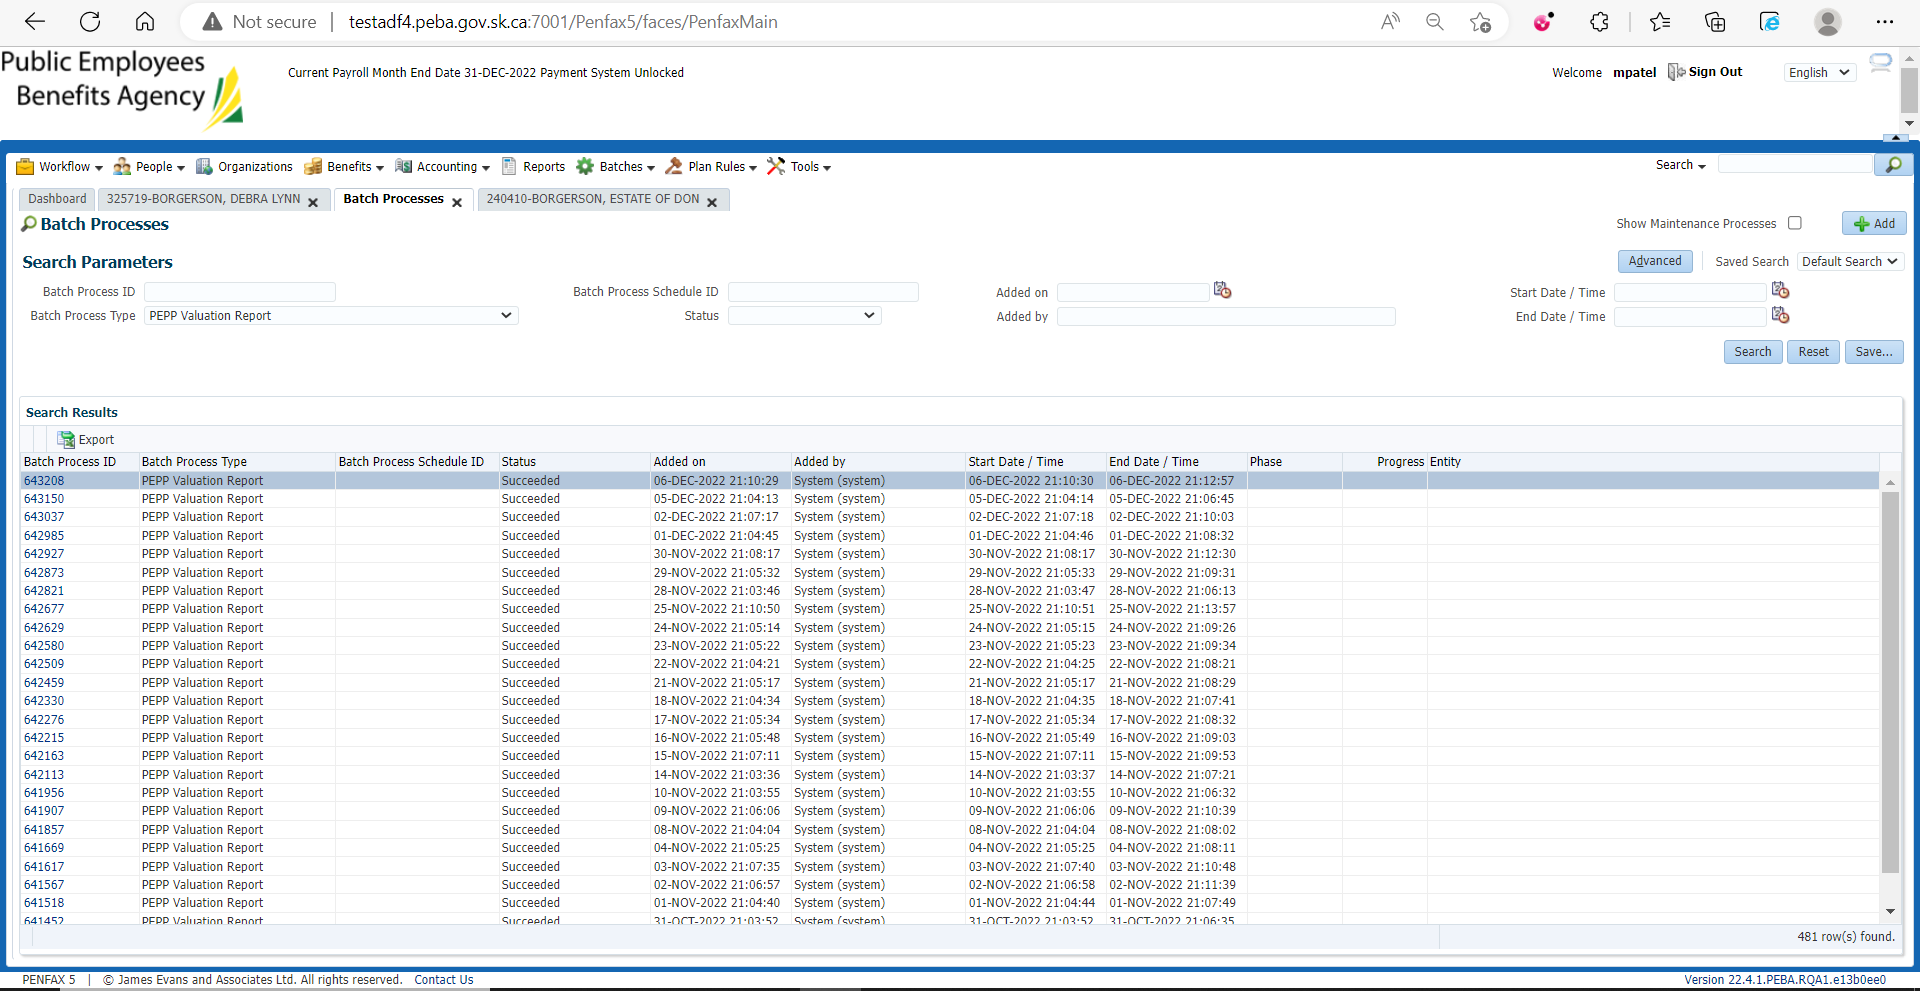 Not secure | testadf4.peba.gov.sk.ca:7001/Penfax5/faces/PenfaxMain
Public Employees
Benefits Agency
Current Payroll Month End Date 31-DEC-2022 Payment System Unlocked
Welcome mpatel Sign Out English
Workflow People Organizations Benefits Accounting Reports Batches Plan Rules Tools Search
Dashboard 325719-BORGERSON, DEBRA LYNN Batch Processes 240410-BORGERSON, ESTATE OF DON
Batch Processes Show Maintenance Processes Add
Search Parameters Advanced Saved Search Default Search
Batch Process ID Batch Process Schedule ID Added on Start Date / Time
Batch Process Type PEPP Valuation Report Status Added by End Date / Time
Search Reset Save...
Search Results
Export
Batch Process ID Batch Process Type Batch Process Schedule ID Status Added on Added by Start Date / Time End Date / Time Phase Progress Entity
643208 PEPP Valuation Report Succeeded 06-DEC-2022 21:10:29 System (system) 06-DEC-2022 21:10:30 06-DEC-2022 21:12:57
643150 PEPP Valuation Report Succeeded 05-DEC-2022 21:04:13 System (system) 05-DEC-2022 21:04:14 05-DEC-2022 21:06:45
643037 PEPP Valuation Report Succeeded 02-DEC-2022 21:07:17 System (system) 02-DEC-2022 21:07:18 02-DEC-2022 21:10:03
642985 PEPP Valuation Report Succeeded 01-DEC-2022 21:04:45 System (system) 01-DEC-2022 21:04:46 01-DEC-2022 21:08:32
642927 PEPP Valuation Report Succeeded 30-NOV-2022 21:08:17 System (system) 30-NOV-2022 21:08:17 30-NOV-2022 21:12:30
642873 PEPP Valuation Report Succeeded 29-NOV-2022 21:05:32 System (system) 29-NOV-2022 21:05:33 29-NOV-2022 21:09:31
642821 PEPP Valuation Report Succeeded 28-NOV-2022 21:03:46 System (system) 28-NOV-2022 21:03:47 28-NOV-2022 21:06:13
642677 PEPP Valuation Report Succeeded 25-NOV-2022 21:10:50 System (system) 25-NOV-2022 21:10:51 25-NOV-2022 21:13:57
642629 PEPP Valuation Report Succeeded 24-NOV-2022 21:05:14 System (system) 24-NOV-2022 21:05:15 24-NOV-2022 21:09:26
642580 PEPP Valuation Report Succeeded 23-NOV-2022 21:05:22 System (system) 23-NOV-2022 21:05:23 23-NOV-2022 21:09:34
642509 PEPP Valuation Report Succeeded 22-NOV-2022 21:04:21 System (system) 22-NOV-2022 21:04:25 22-NOV-2022 21:08:21
642459 PEPP Valuation Report Succeeded 21-NOV-2022 21:05:17 System (system) 21-NOV-2022 21:05:17 21-NOV-2022 21:08:29
642330 PEPP Valuation Report Succeeded 18-NOV-2022 21:04:34 System (system) 18-NOV-2022 21:04:35 18-NOV-2022 21:07:41
642276 PEPP Valuation Report Succeeded 17-NOV-2022 21:05:34 System (system) 17-NOV-2022 21:05:34 17-NOV-2022 21:08:32
642215 PEPP Valuation Report Succeeded 16-NOV-2022 21:05:48 System (system) 16-NOV-2022 21:05:49 16-NOV-2022 21:09:03
642163 PEPP Valuation Report Succeeded 15-NOV-2022 21:07:11 System (system) 15-NOV-2022 21:07:11 15-NOV-2022 21:09:53
642113 PEPP Valuation Report Succeeded 14-NOV-2022 21:03:36 System (system) 14-NOV-2022 21:03:37 14-NOV-2022 21:07:21
641956 PEPP Valuation Report Succeeded 10-NOV-2022 21:03:55 System (system) 10-NOV-2022 21:03:55 10-NOV-2022 21:06:32
641907 PEPP Valuation Report Succeeded 09-NOV-2022 21:06:06 System (system) 09-NOV-2022 21:06:06 09-NOV-2022 21:10:39
641857 PEPP Valuation Report Succeeded 08-NOV-2022 21:04:04 System (system) 08-NOV-2022 21:04:04 08-NOV-2022 21:08:02
641669 PEPP Valuation Report Succeeded 04-NOV-2022 21:05:25 System (system) 04-NOV-2022 21:05:25 04-NOV-2022 21:08:11
641617 PEPP Valuation Report Succeeded 03-NOV-2022 21:07:35 System (system) 03-NOV-2022 21:07:40 03-NOV-2022 21:10:48
641567 PEPP Valuation Report Succeeded 02-NOV-2022 21:06:57 System (system) 02-NOV-2022 21:06:58 02-NOV-2022 21:11:39
641518 PEPP Valuation Report Succeeded 01-NOV-2022 21:04:40 System (system) 01-NOV-2022 21:04:44 01-NOV-2022 21:07:49
641452 PEPP Valuation Report Succeeded 31-OCT-2022 21:03:52 System (system) 31-OCT-2022 21:03:52 31-OCT-2022 21:06:35
481 row(s) found.
PENFAX 5 | © James Evans and Associates Ltd. All rights reserved. Contact Us Version 22.4.1.PEBA.RQA1.e13b0ee0